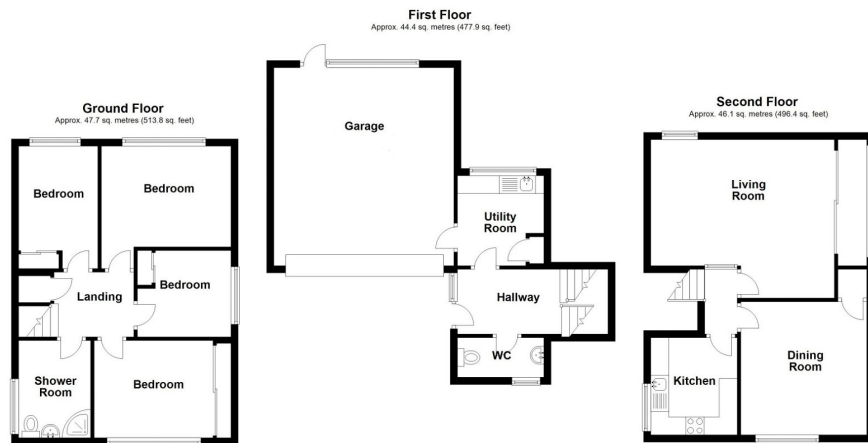 First Floor
Approx. 44.4 sq. metres (477.9 sq. feet)
Garage
Utility
Room
Hallway
WC
Ground Floor
Approx. 47.7 sq. metres (513.8 sq. feet)
Bedroom
Bedroom
Bedroom
Landing
Shower
Room
Bedroom
Second Floor
Approx. 46.1 sq. metres (496.4 sq. feet)
Living
Room
Kitchen
Dining
Room